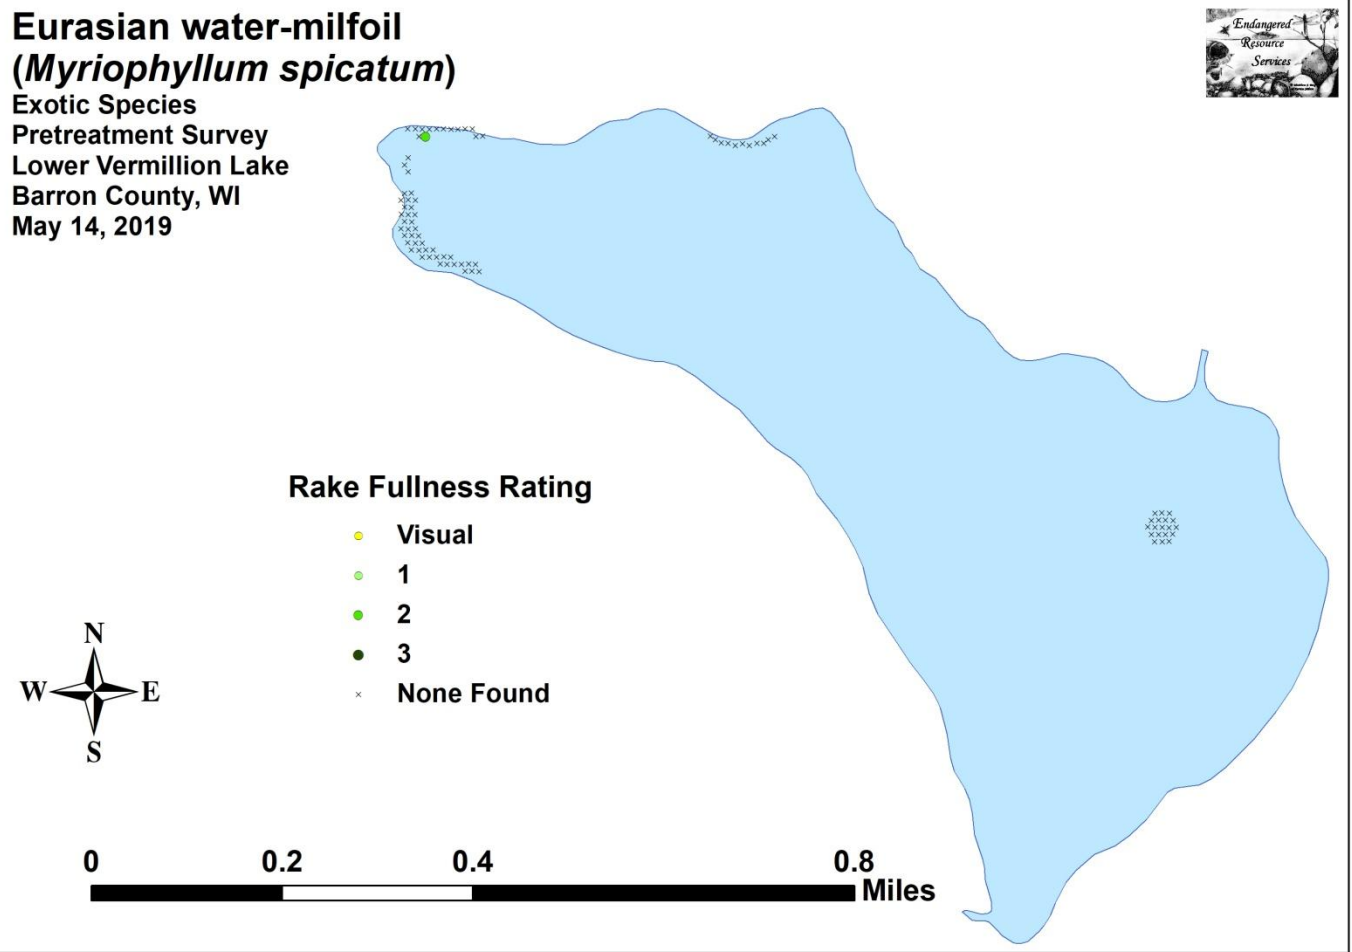 Eurasian water-milfoil
(Myriophyllum spicatum)
Exotic Species
Pretreatment Survey
Lower Vermillion Lake
Barron County, WI
May 14, 2019
Endangered
Resource
Services
Rake Fullness Rating
Visual
1
2
3
None Found
N
W E
S
0 0.2 0.4 0.8
Miles